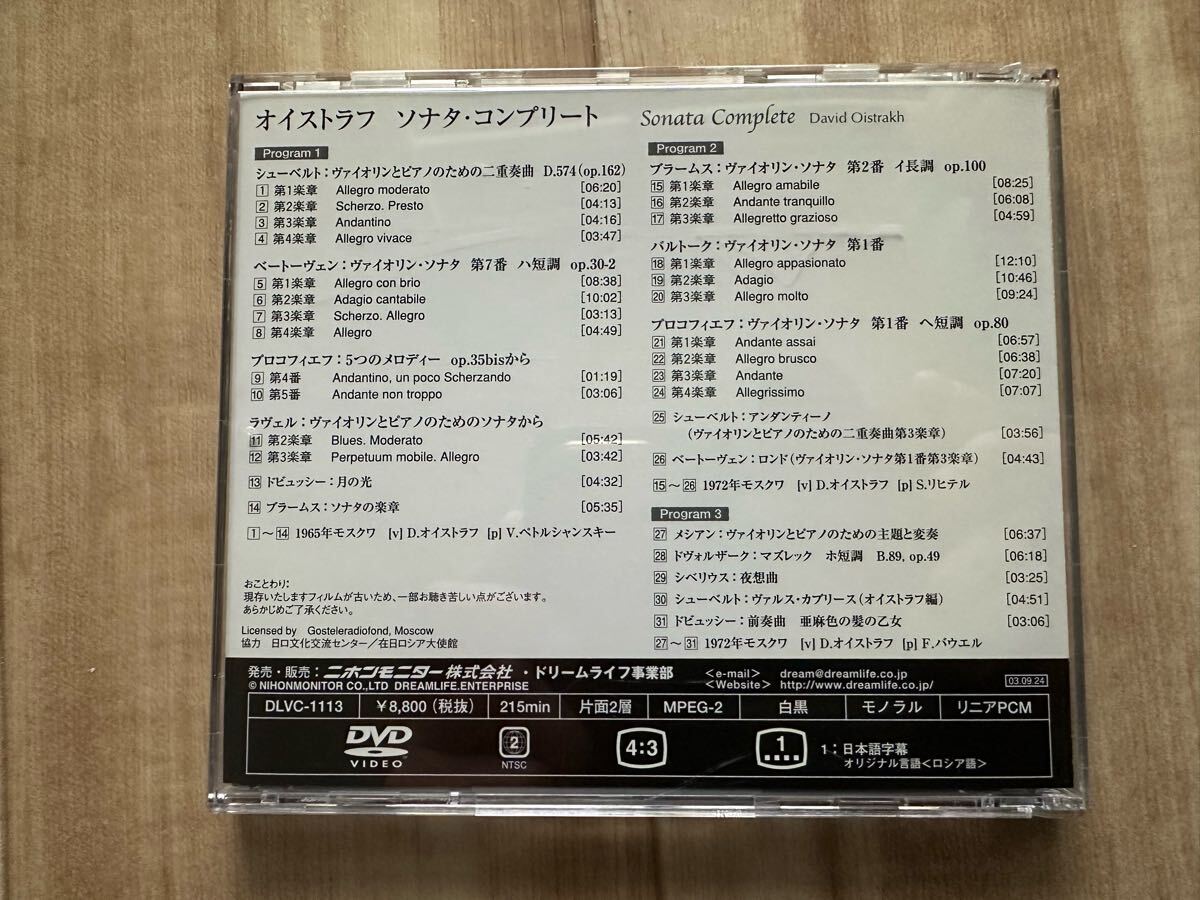 オイストラフ ソナタ・コンプリート Sonata Complete David Oistrakh
Program 1
シューベルト：ヴァイオリンとピアノのための二重奏曲 D.574（op.162）
1 第1楽章 Allegro moderato [06:20]
2 第2楽章 Scherzo. Presto [04:13]
3 第3楽章 Andantino [04:16]
4 第4楽章 Allegro vivace [03:47]
ベートーヴェン：ヴァイオリン・ソナタ 第7番 ハ短調 op.30-2
5 第1楽章 Allegro con brio [08:38]
6 第2楽章 Adagio cantabile [10:02]
7 第3楽章 Scherzo. Allegro [03:13]
8 第4楽章 Allegro [04:49]
プロコフィエフ：5つのメロディー op.35bisから
9 第4番 Andantino, un poco Scherzando [01:19]
10 第5番 Andante non troppo [03:06]
ラヴェル：ヴァイオリンとピアノのためのソナタから
11 第2楽章 Blues. Moderato [05:42]
12 第3楽章 Perpetuum mobile. Allegro [03:42]
13 ドビュッシー：月の光 [04:32]
14 ブラームス：ソナタの楽章 [05:35]
1～14 1965年モスクワ [v] D.オイストラフ [p] V.ペトルシャンスキー
おことわり：
現存いたしますフィルムが古いため、一部お聴き苦しい点がございます。
あらかじめご了承ください。
Licensed by Gosteleradiofond, Moscow
協力 日ロ文化交流センター／在日ロシア大使館
Program 2
ブラームス：ヴァイオリン・ソナタ 第2番 イ長調 op.100
15 第1楽章 Allegro amabile [08:25]
16 第2楽章 Andante tranquillo [06:08]
17 第3楽章 Allegretto grazioso [04:59]
バルトーク：ヴァイオリン・ソナタ 第1番
18 第1楽章 Allegro appasionato [12:10]
19 第2楽章 Adagio [10:46]
20 第3楽章 Allegro molto [09:24]
プロコフィエフ：ヴァイオリン・ソナタ 第1番 ヘ短調 op.80
21 第1楽章 Andante assai [06:57]
22 第2楽章 Allegro brusco [06:38]
23 第3楽章 Andante [07:20]
24 第4楽章 Allegrissimo [07:07]
25 シューベルト：アンダンティーノ
（ヴァイオリンとピアノのための二重奏曲第3楽章） [03:56]
26 ベートーヴェン：ロンド（ヴァイオリン・ソナタ第1番第3楽章） [04:43]
15～26 1972年モスクワ [v] D.オイストラフ [p] S.リヒテル
Program 3
27 メシアン：ヴァイオリンとピアノのための主題と変奏 [06:37]
28 ドヴォルザーク：マズレック ホ短調 B.89, op.49 [06:18]
29 シベリウス：夜想曲 [03:25]
30 シューベルト：ヴァルス・カプリース（オイストラフ編） [04:51]
31 ドビュッシー：前奏曲 亜麻色の髪の乙女 [03:06]
27～31 1972年モスクワ [v] D.オイストラフ [p] F.バウエル
発売・販売：ニホンモニター株式会社・ドリームライフ事業部
© NIHONMONITOR CO.,LTD DREAMLIFE.ENTERPRISE
＜e-mail＞ dream@dreamlife.co.jp
＜Website＞ http://www.dreamlife.co.jp/
03.09.24
DLVC-1113 ￥8,800（税抜） 215min 片面2層 MPEG-2 白黒 モノラル リニアPCM
DVD VIDEO 2 NTSC 4:3 1 1：日本語字幕
オリジナル言語＜ロシア語＞